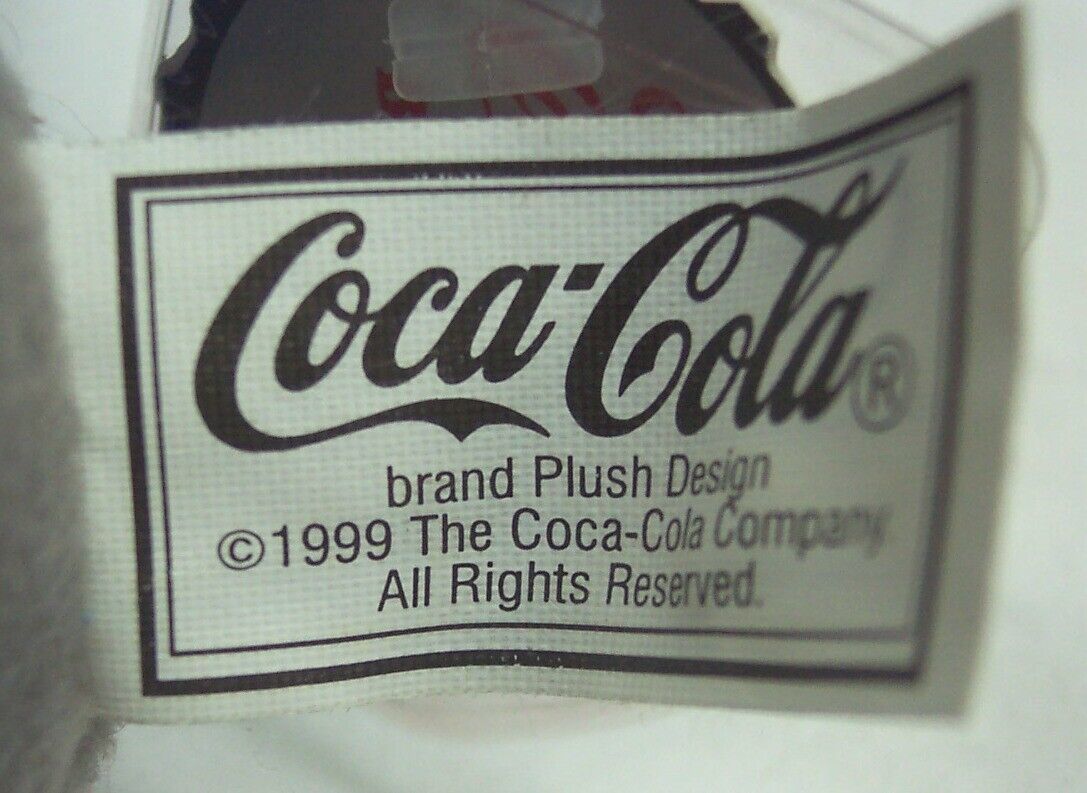 Coca-Cola®
brand Plush Design
©1999 The Coca-Cola Company
All Rights Reserved.